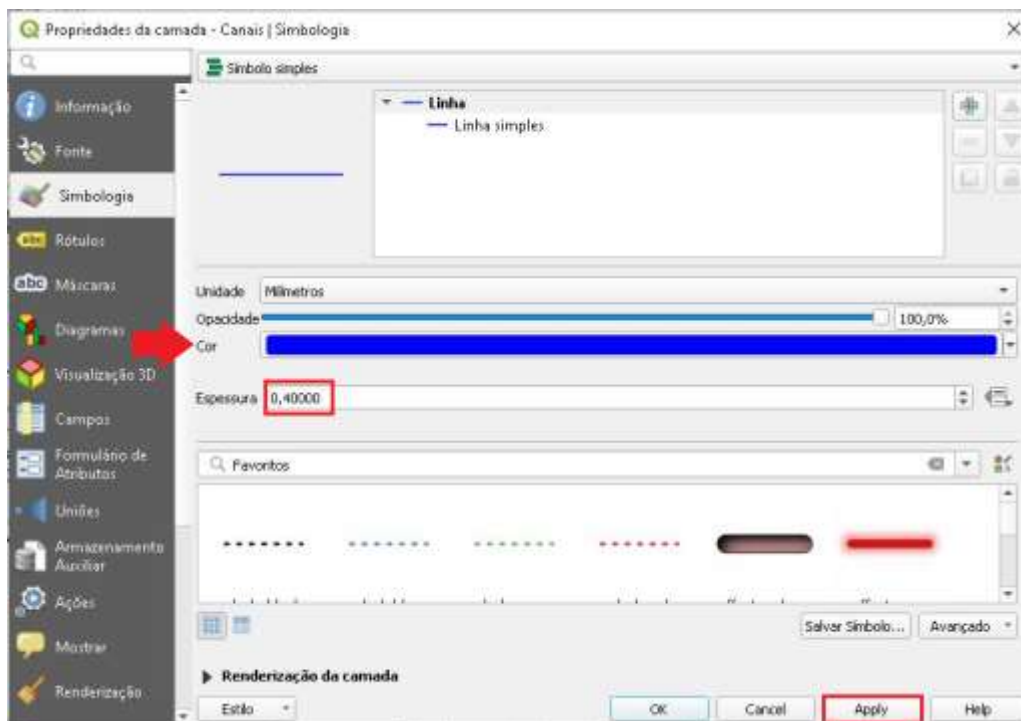 Propriedades da camada - Canais | Simbologia
Símbolo simples
Informação
Fonte
Simbologia
Rótulos
Máscaras
Diagramas
Visualização 3D
Campos
Formulário de
Atributos
Uniões
Armazenamento
Auxiliar
Ações
Mostrar
Renderização
Linha
Linha simples
Unidade Milímetros
Opacidade 100,0%
Cor
Espessura 0,40000
Favoritos
Salvar Símbolo... Avançado
Renderização da camada
Estilo OK Cancel Apply Help